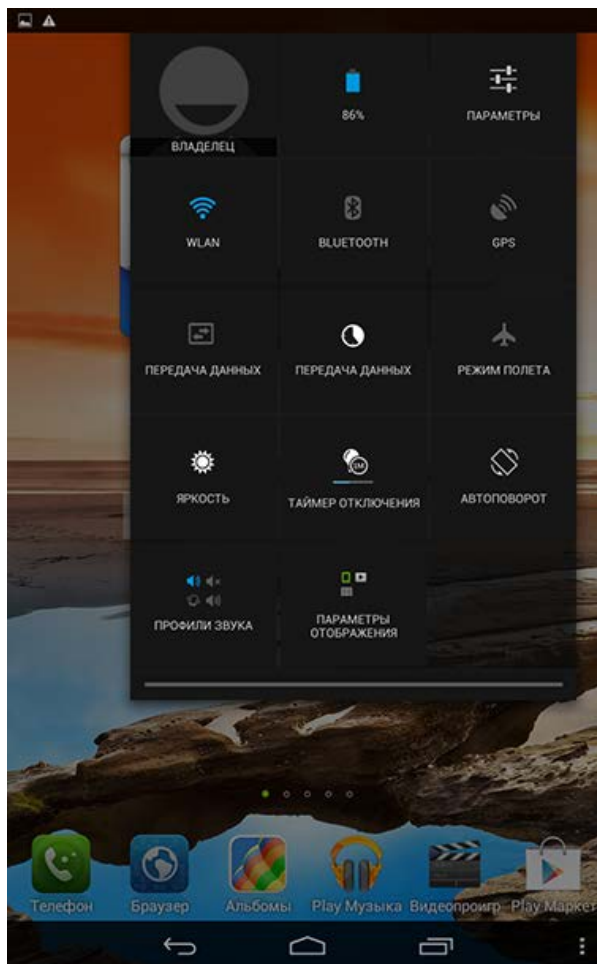 ВЛАДЕЛЕЦ
86%
ПАРАМЕТРЫ
WLAN
BLUETOOTH
GPS
ПЕРЕДАЧА ДАННЫХ
ПЕРЕДАЧА ДАННЫХ
РЕЖИМ ПОЛЕТА
ЯРКОСТЬ
1M
ТАЙМЕР ОТКЛЮЧЕНИЯ
АВТОПОВОРОТ
ПРОФИЛИ ЗВУКА
ПАРАМЕТРЫ
ОТОБРАЖЕНИЯ
Телефон
Браузер
Альбомы
Play Музыка
Видеопроигр
Play Маркет